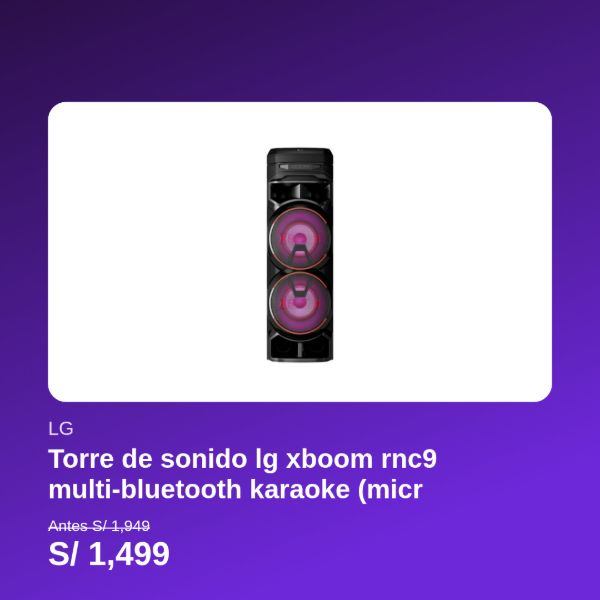 LG
Torre de sonido lg xboom rnc9
multi-bluetooth karaoke (micr
Antes S/ 1,949
S/ 1,499